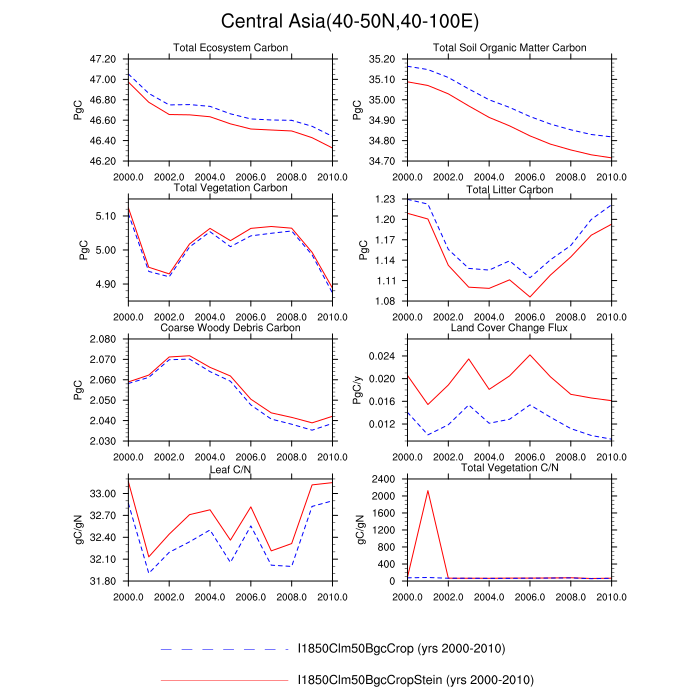 Central Asia(40-50N,40-100E)
Total Ecosystem Carbon
Total Soil Organic Matter Carbon
PgC
47.20
47.00
46.80
46.60
46.40
46.20
2000.0 2002.0 2004.0 2006.0 2008.0 2010.0
PgC
35.20
35.10
35.00
34.90
34.80
34.70
2000.0 2002.0 2004.0 2006.0 2008.0 2010.0
Total Vegetation Carbon
Total Litter Carbon
PgC
5.10
5.00
4.90
2000.0 2002.0 2004.0 2006.0 2008.0 2010.0
PgC
1.23
1.20
1.17
1.14
1.11
1.08
2000.0 2002.0 2004.0 2006.0 2008.0 2010.0
Coarse Woody Debris Carbon
Land Cover Change Flux
PgC
2.080
2.070
2.060
2.050
2.040
2.030
2000.0 2002.0 2004.0 2006.0 2008.0 2010.0
PgC/y
0.024
0.020
0.016
0.012
2000.0 2002.0 2004.0 2006.0 2008.0 2010.0
Leaf C/N
Total Vegetation C/N
gC/gN
33.00
32.70
32.40
32.10
31.80
2000.0 2002.0 2004.0 2006.0 2008.0 2010.0
gC/gN
2400
2000
1600
1200
800
400
0
2000.0 2002.0 2004.0 2006.0 2008.0 2010.0
I1850Clm50BgcCrop (yrs 2000-2010)
I1850Clm50BgcCropStein (yrs 2000-2010)